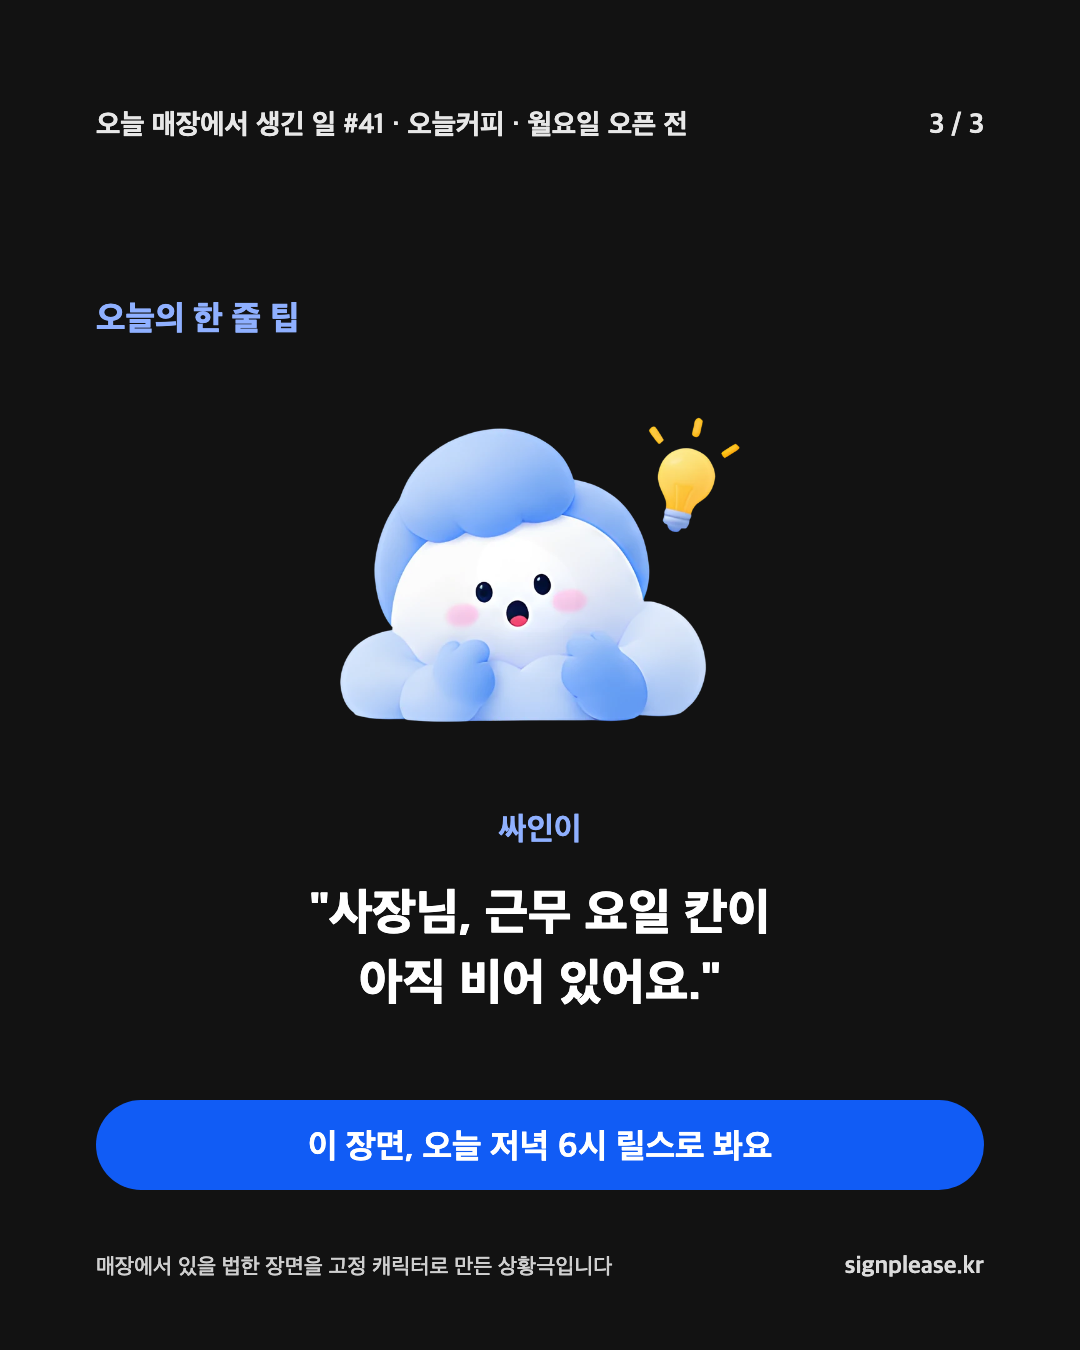 오늘 매장에서 생긴 일 #41 · 오늘커피 · 월요일 오픈 전
3 / 3
오늘의 한 줄 팁
싸인이
"사장님, 근무 요일 칸이
아직 비어 있어요."
이 장면, 오늘 저녁 6시 릴스로 봐요
매장에서 있을 법한 장면을 고정 캐릭터로 만든 상황극입니다
signplease.kr